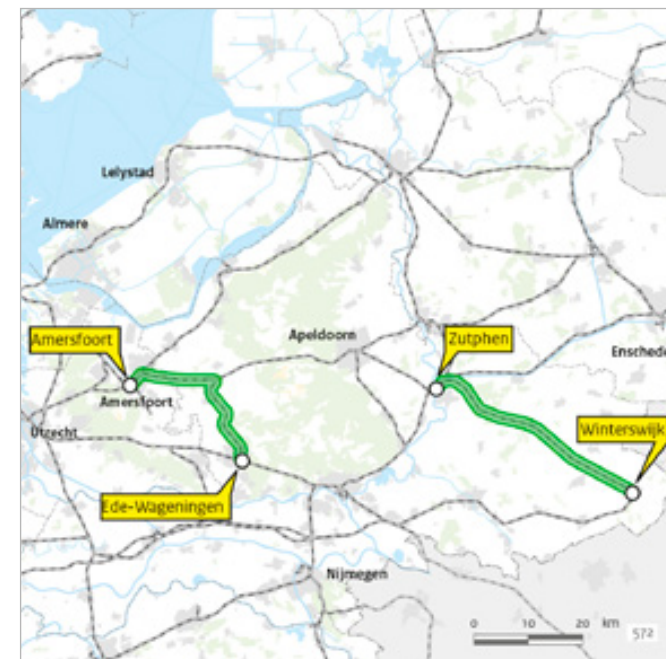 Lelystad
Almere
Amersfoort
Apeldoorn
Zutphen
Enschede
Amersfoort
Utrecht
Winterswijk
Ede-Wageningen
Nijmegen
0 10 20 km
572